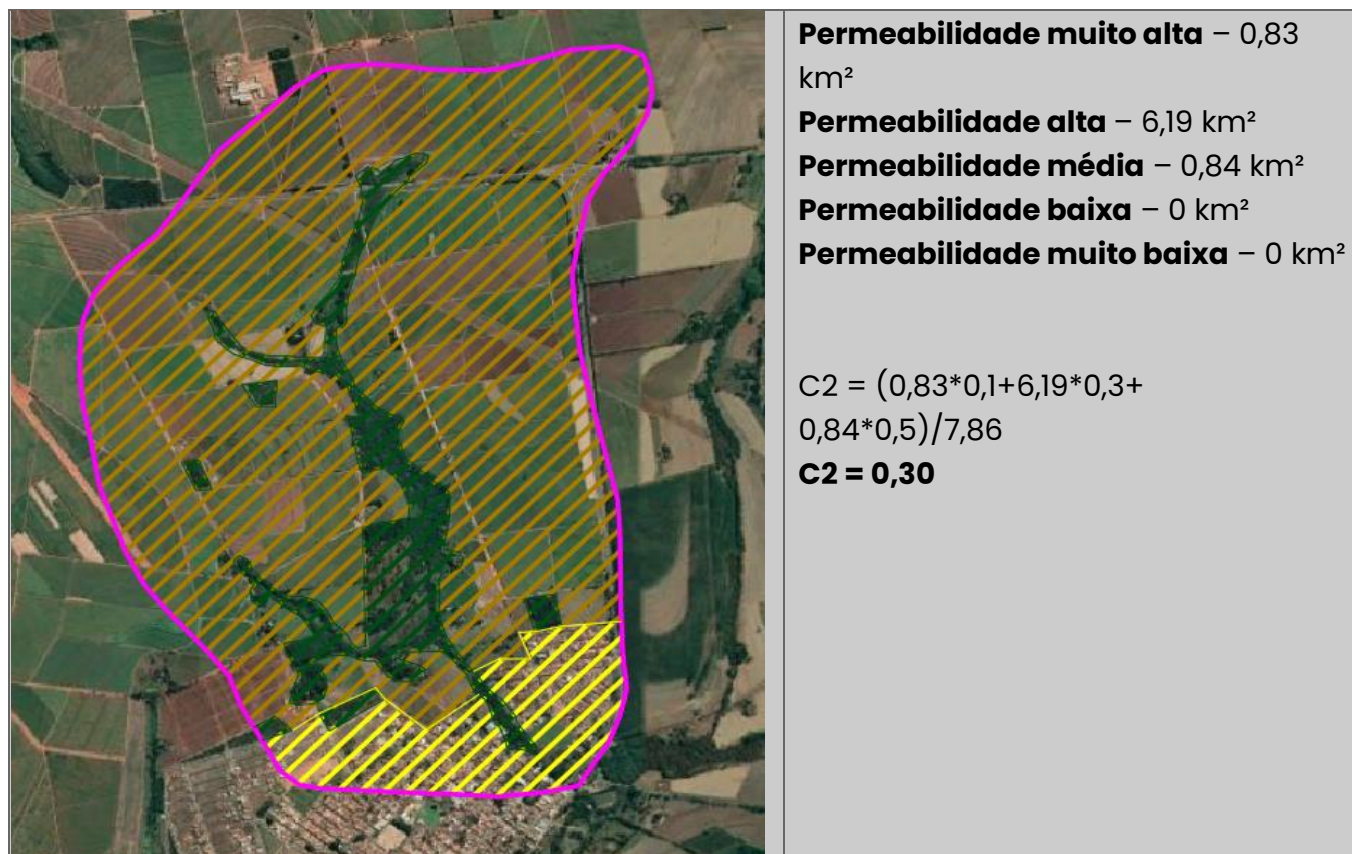 Permeabilidade muito alta – 0,83
km²
Permeabilidade alta – 6,19 km²
Permeabilidade média – 0,84 km²
Permeabilidade baixa – 0 km²
Permeabilidade muito baixa – 0 km²
C2 = (0,83*0,1+6,19*0,3+
0,84*0,5)/7,86
C2 = 0,30